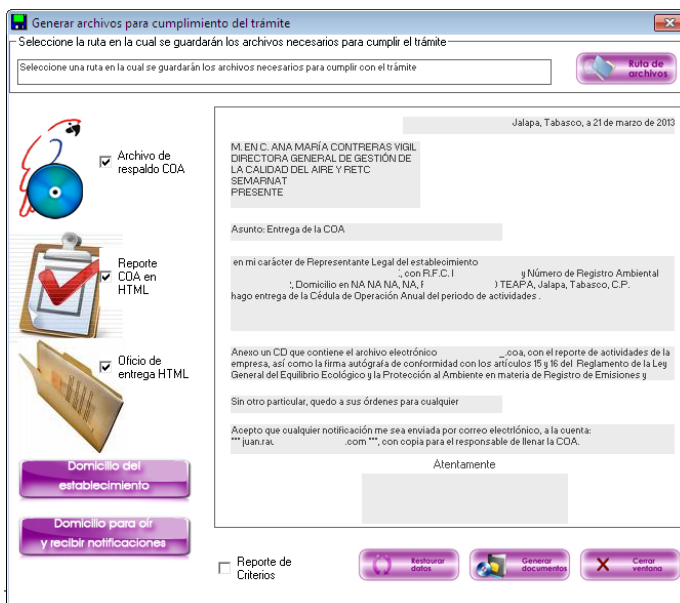 Generar archivos para cumplimiento del trámite
Seleccione la ruta en la cual se guardarán los archivos necesarios para cumplir el trámite
Seleccione una ruta en la cual se guardarán los archivos necesarios para cumplir con el trámite
Ruta de
archivos
Archivo de
respaldo COA
Reporte
COA en
HTML
Oficio de
entrega HTML
Domicilio del
establecimiento
Domicilio para oír
y recibir notificaciones
Jalapa, Tabasco, a 21 de marzo de 2013
M. EN C. ANA MARÍA CONTRERAS VIGIL
DIRECTORA GENERAL DE GESTIÓN DE
LA CALIDAD DEL AIRE Y RETC
SEMARNAT
PRESENTE
Asunto: Entrega de la COA
en mi carácter de Representante Legal del establecimiento
, con R.F.C. y Número de Registro Ambiental
, Domicilio en NA NA NA, NA, TEAPA, Jalapa, Tabasco, C.P.
hago entrega de la Cédula de Operación Anual del periodo de actividades .
Anexo un CD que contiene el archivo electrónico _.coa, con el reporte de actividades de la
empresa, así como la firma autógrafa de conformidad con los artículos 15 y 16 del Reglamento de la Ley
General del Equilibrio Ecológico y la Protección al Ambiente en materia de Registro de Emisiones y
Sin otro particular, quedo a sus órdenes para cualquier
Acepto que cualquier notificación me sea enviada por correo electrónico, a la cuenta:
*** juan.rau .com ***, con copia para el responsable de llenar la COA.
Atentamente
Reporte de
Criterios
Restaurar
datos
Generar
documentos
Cerrar
ventana